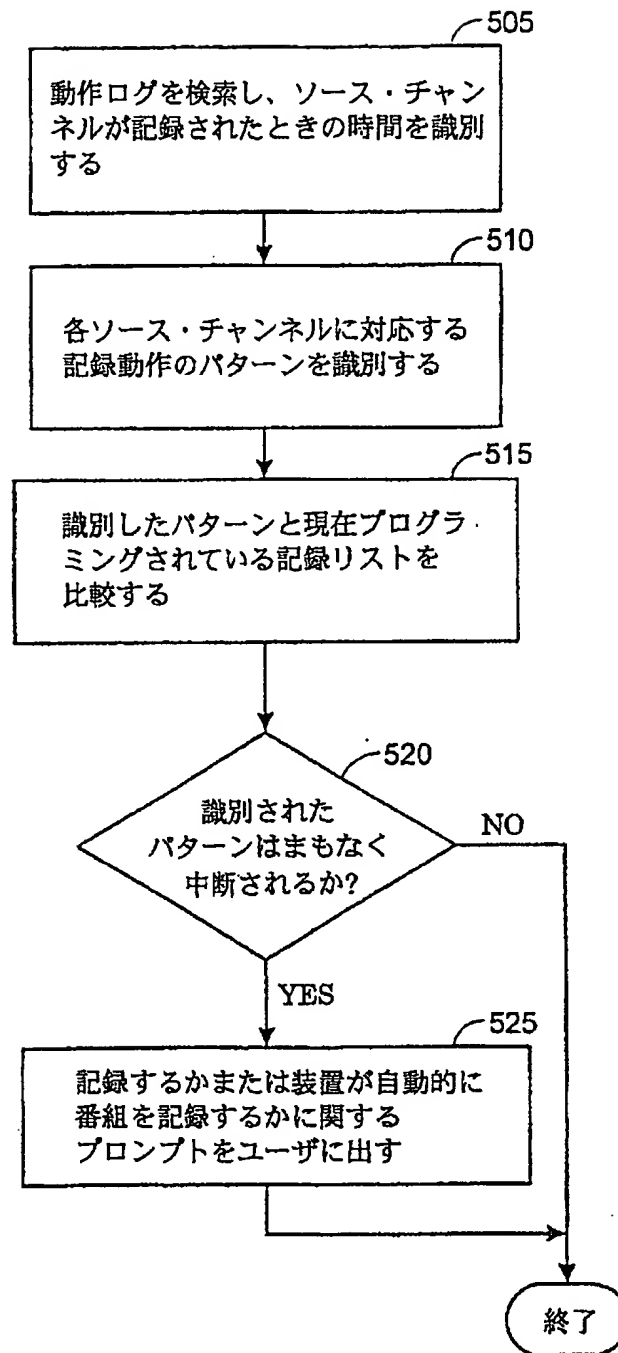 505
動作ログを検索し、ソース・チャン
ネルが記録されたときの時間を識別
する
510
各ソース・チャンネルに対応する
記録動作のパターンを識別する
515
識別したパターンと現在プログラ
ミングされている記録リストを
比較する
520
識別された
パターンはまもなく
中断されるか?
NO
YES
525
記録するかまたは装置が自動的に
番組を記録するかに関する
プロンプトをユーザに出す
終了